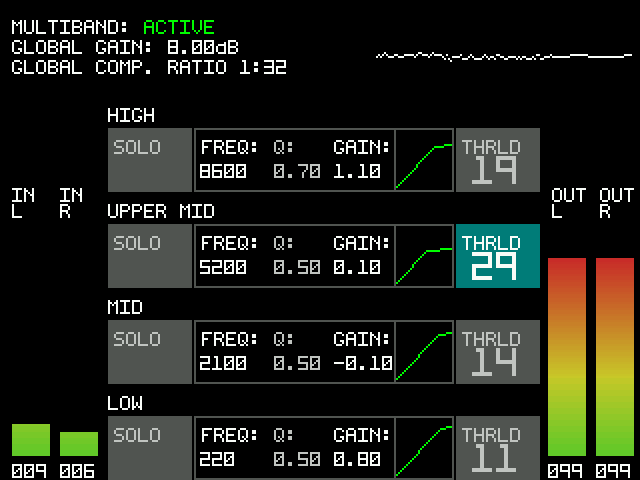 MULTIBAND: ACTIVE
GLOBAL GAIN: 8.00dB
GLOBAL COMP. RATIO 1:32
HIGH
SOLO FREQ: Q: GAIN: THRLD
8600 0.70 1.10 19
IN IN OUT OUT
L R L R
UPPER MID
SOLO FREQ: Q: GAIN: THRLD
5200 0.50 0.10 29
MID
SOLO FREQ: Q: GAIN: THRLD
2100 0.50 -0.10 14
LOW
SOLO FREQ: Q: GAIN: THRLD
220 0.50 0.80 11
009 006 099 099